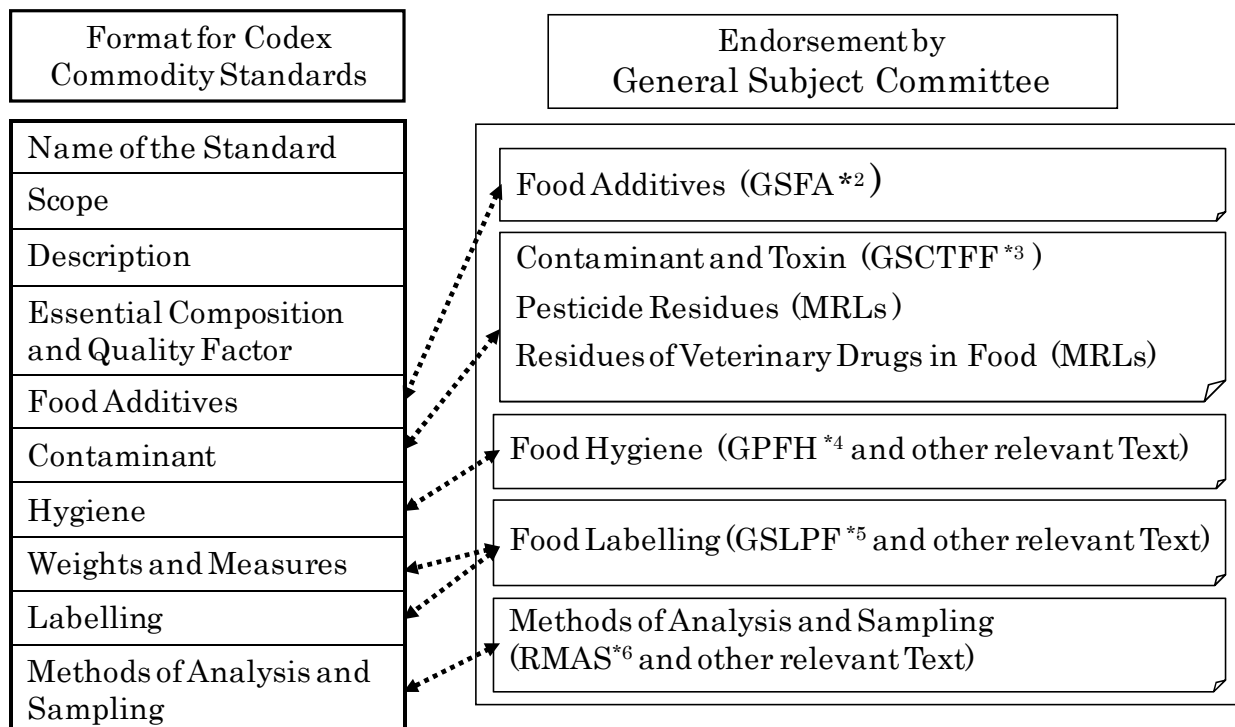 Format for Codex
Commodity Standards
Name of the Standard
Scope
Description
Essential Composition
and Quality Factor
Food Additives
Contaminant
Hygiene
Weights and Measures
Labelling
Methods of Analysis and
Sampling
Endorsement by
General Subject Committee
Food Additives (GSFA*2)
Contaminant and Toxin (GSCTFF*3)
Pesticide Residues (MRLs)
Residues of Veterinary Drugs in Food (MRLs)
Food Hygiene (GPFH*4 and other relevant Text)
Food Labelling (GSLPF*5 and other relevant Text)
Methods of Analysis and Sampling
(RMAS*6 and other relevant Text)